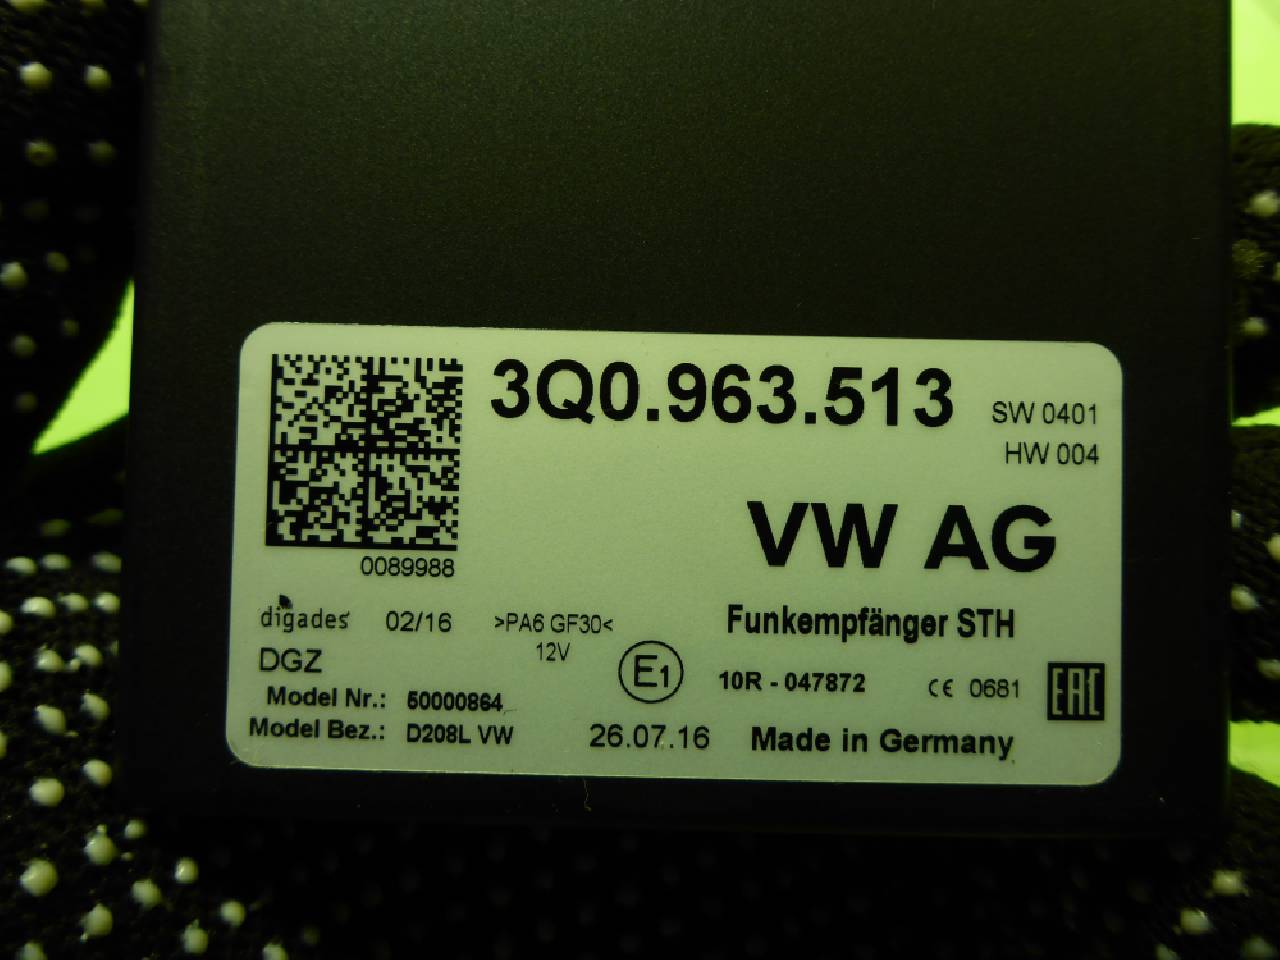 3Q0.963.513
SW 0401
HW 004
VW AG
0089988
digades 02/16 >PA6 GF30<
12V
Funkempfänger STH
DGZ
E1 10R - 047872 CE 0681 EAC
Model Nr.: 50000864
Model Bez.: D208L VW 26.07.16 Made in Germany